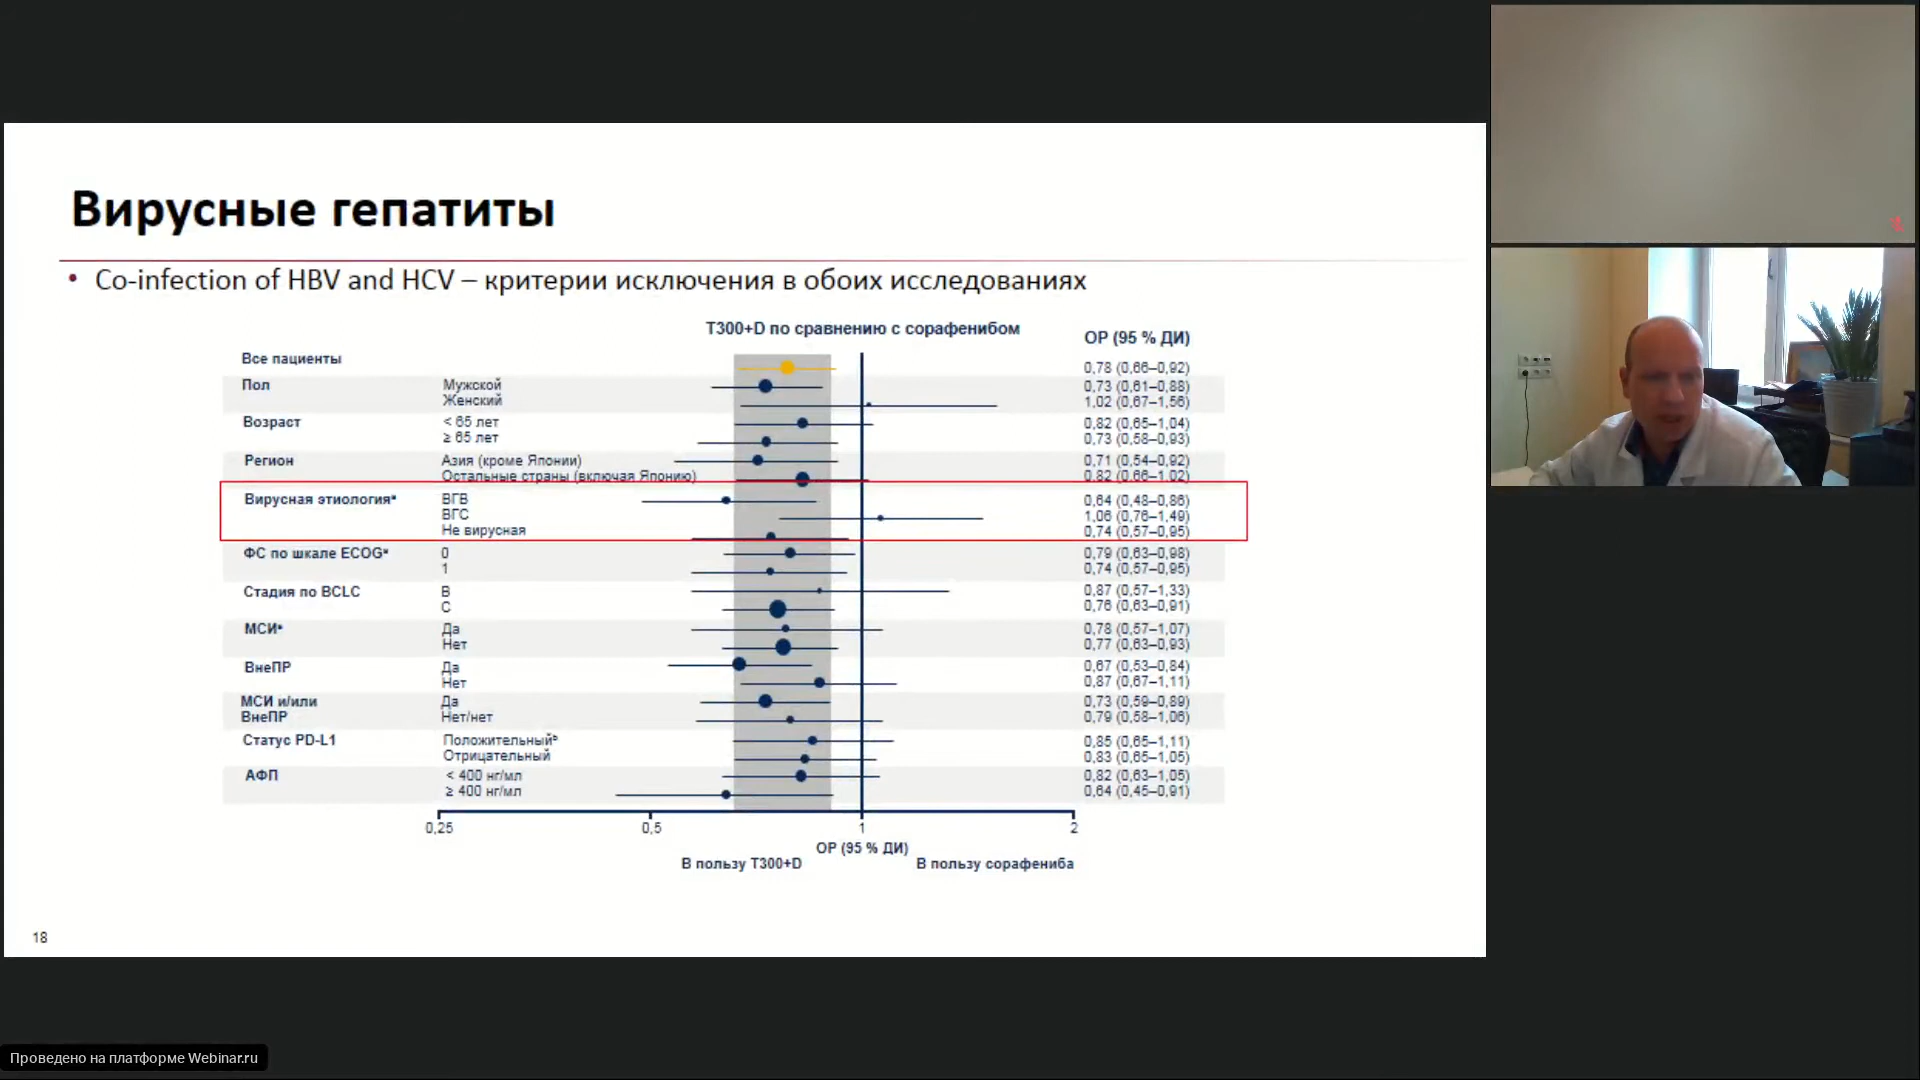 Вирусные гепатиты
• Co-infection of HBV and HCV – критерии исключения в обоих исследованиях
T300+D по сравнению с сорафенибом
ОР (95 % ДИ)
Все пациенты 0,78 (0,66–0,92)
Пол Мужской 0,73 (0,61–0,88)
Женский 1,02 (0,67–1,56)
Возраст < 65 лет 0,82 (0,65–1,04)
≥ 65 лет 0,73 (0,58–0,93)
Регион Азия (кроме Японии) 0,71 (0,54–0,92)
Остальные страны (включая Японию) 0,82 (0,66–1,02)
Вирусная этиологияª ВГВ 0,64 (0,48–0,86)
ВГС 1,06 (0,76–1,49)
Не вирусная 0,74 (0,57–0,95)
ФС по шкале ECOGª 0 0,79 (0,63–0,98)
1 0,74 (0,57–0,95)
Стадия по BCLC B 0,87 (0,57–1,33)
C 0,76 (0,63–0,91)
МСИª Да 0,78 (0,57–1,07)
Нет 0,77 (0,63–0,93)
ВнеПР Да 0,67 (0,53–0,84)
Нет 0,87 (0,67–1,11)
МСИ и/или Да 0,73 (0,59–0,89)
ВнеПР Нет/нет 0,79 (0,58–1,06)
Статус PD-L1 Положительныйᵇ 0,85 (0,65–1,11)
Отрицательный 0,83 (0,65–1,05)
АФП < 400 нг/мл 0,82 (0,63–1,05)
≥ 400 нг/мл 0,64 (0,45–0,91)
0,25 0,5 1 2
ОР (95 % ДИ)
В пользу T300+D В пользу сорафениба
18
Проведено на платформе Webinar.ru